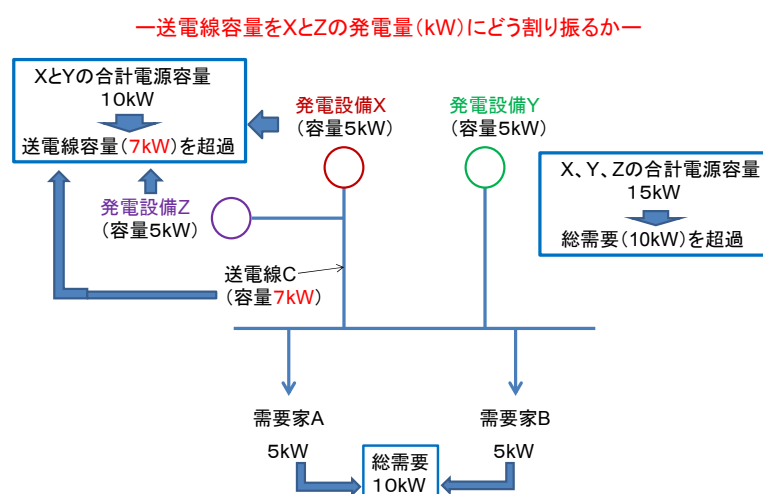 ー送電線容量をXとZの発電量(kW)にどう割り振るかー
XとYの合計電源容量
10kW
送電線容量(7kW)を超過
発電設備X
(容量5kW)
発電設備Y
(容量5kW)
X、Y、Zの合計電源容量
15kW
総需要(10kW)を超過
発電設備Z
(容量5kW)
送電線C
(容量7kW)
需要家A
5kW
需要家B
5kW
総需要
10kW